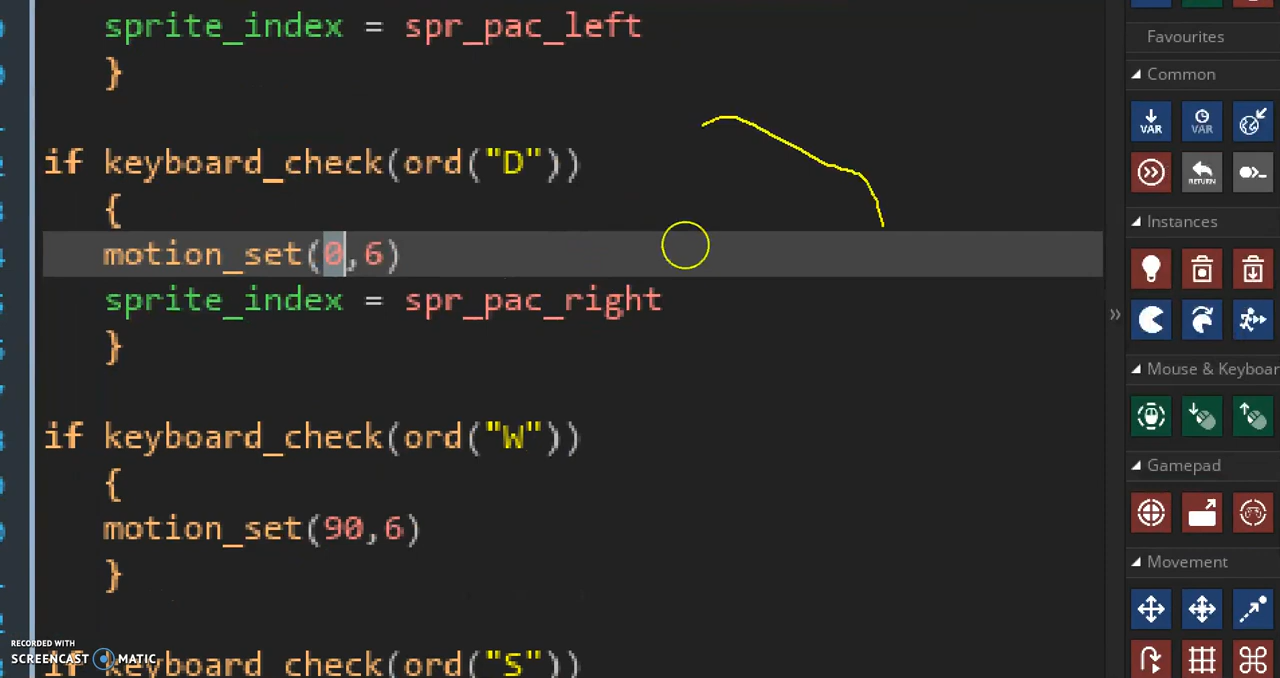 sprite_index = spr_pac_left
}
if keyboard_check(ord("D"))
{
motion_set(0,6)
sprite_index = spr_pac_right
}
if keyboard_check(ord("W"))
{
motion_set(90,6)
}
if keyboard_check(ord("S"))
RECORDED WITH
SCREENCAST MATIC
Favourites
Common
VAR VAR
RETURN
Instances
»
Mouse & Keyboar
Gamepad
Movement